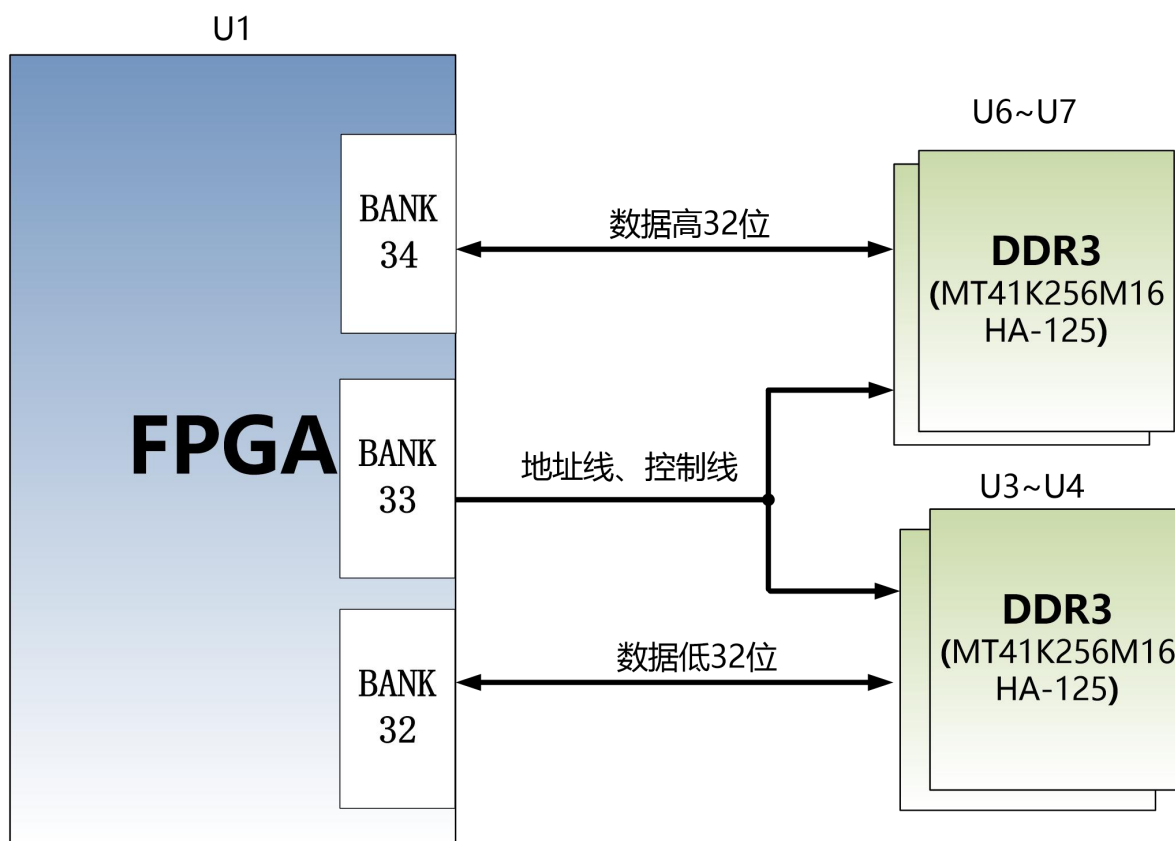 U1
FPGA
BANK
34
BANK
33
BANK
32
数据高32位
地址线、控制线
数据低32位
U6~U7
DDR3
(MT41K256M16
HA-125)
U3~U4
DDR3
(MT41K256M16
HA-125)